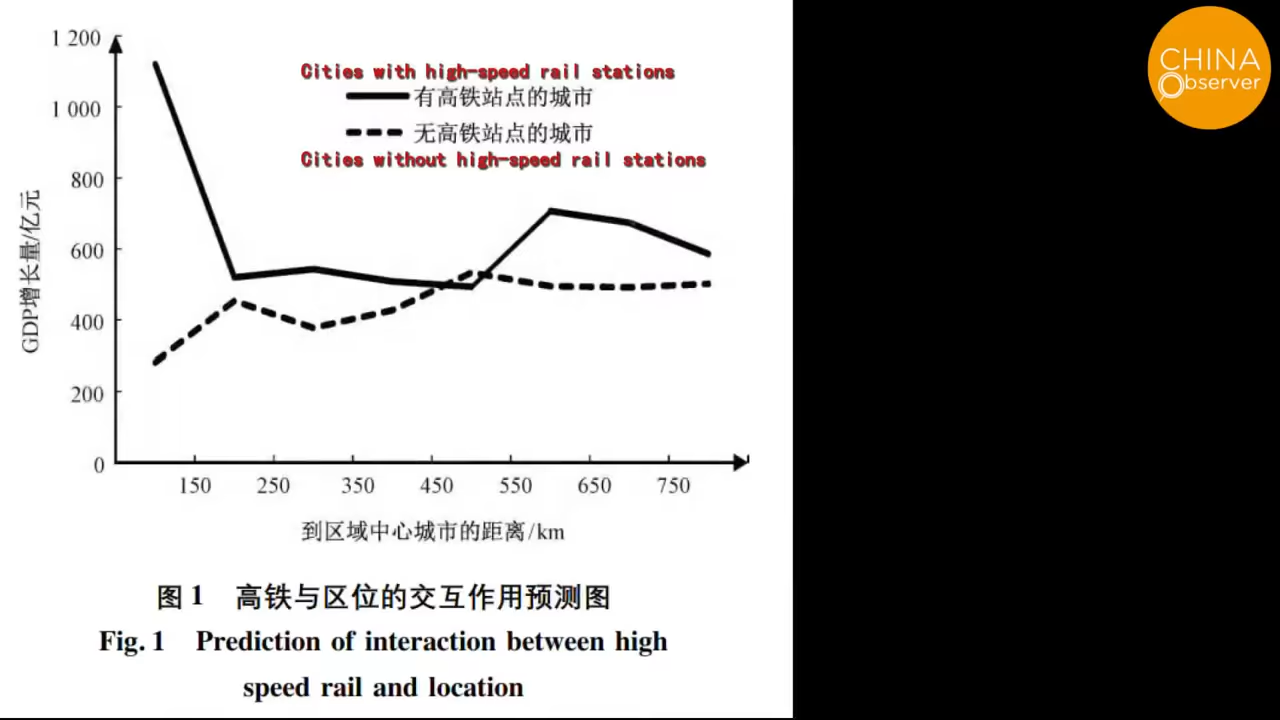 CHINA
Observer
1 200
1 000
800
600
400
200
0
GDP增长量/亿元
Cities with high-speed rail stations
有高铁站点的城市
无高铁站点的城市
Cities without high-speed rail stations
150 250 350 450 550 650 750
到区域中心城市的距离/km
图1 高铁与区位的交互作用预测图
Fig. 1 Prediction of interaction between high
speed rail and location